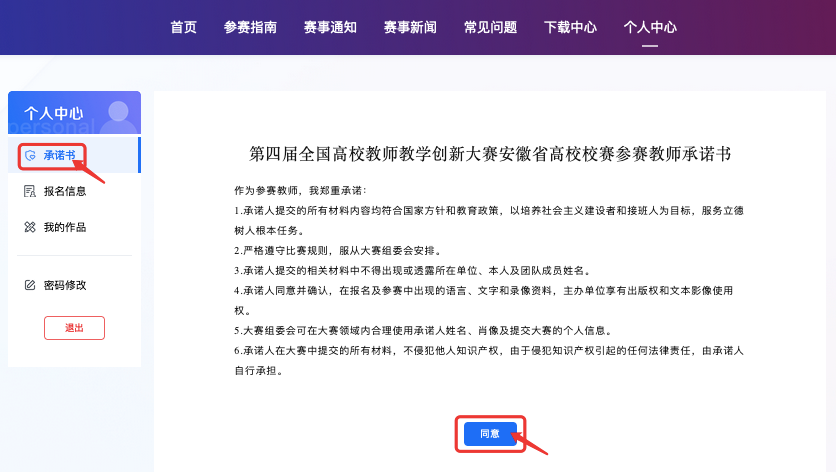 首页 参赛指南 赛事通知 赛事新闻 常见问题 下载中心 个人中心
个人中心
personal
承诺书
报名信息
我的作品
密码修改
退出
第四届全国高校教师教学创新大赛安徽省高校校赛参赛教师承诺书
作为参赛教师，我郑重承诺：
1.承诺人提交的所有材料内容均符合国家方针和教育政策，以培养社会主义建设者和接班人为目标，服务立德
树人根本任务。
2.严格遵守比赛规则，服从大赛组委会安排。
3.承诺人提交的相关材料中不得出现或透露所在单位、本人及团队成员姓名。
4.承诺人同意并确认，在报名及参赛中出现的语言、文字和录像资料，主办单位享有出版权和文本影像使用
权。
5.大赛组委会可在大赛领域内合理使用承诺人姓名、肖像及提交大赛的个人信息。
6.承诺人在大赛中提交的所有材料，不侵犯他人知识产权，由于侵犯知识产权引起的任何法律责任，由承诺人
自行承担。
同意